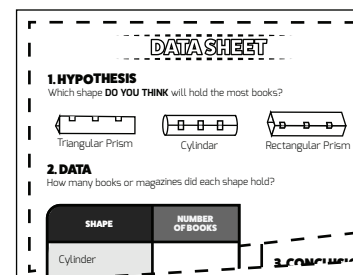 DATA SHEET
1. HYPOTHESIS
Which shape DO YOU THINK will hold the most books?
Triangular Prism
Cylindar
Rectangular Prism
2. DATA
How many books or magazines did each shape hold?
SHAPE
NUMBER
OF BOOKS
Cylinder